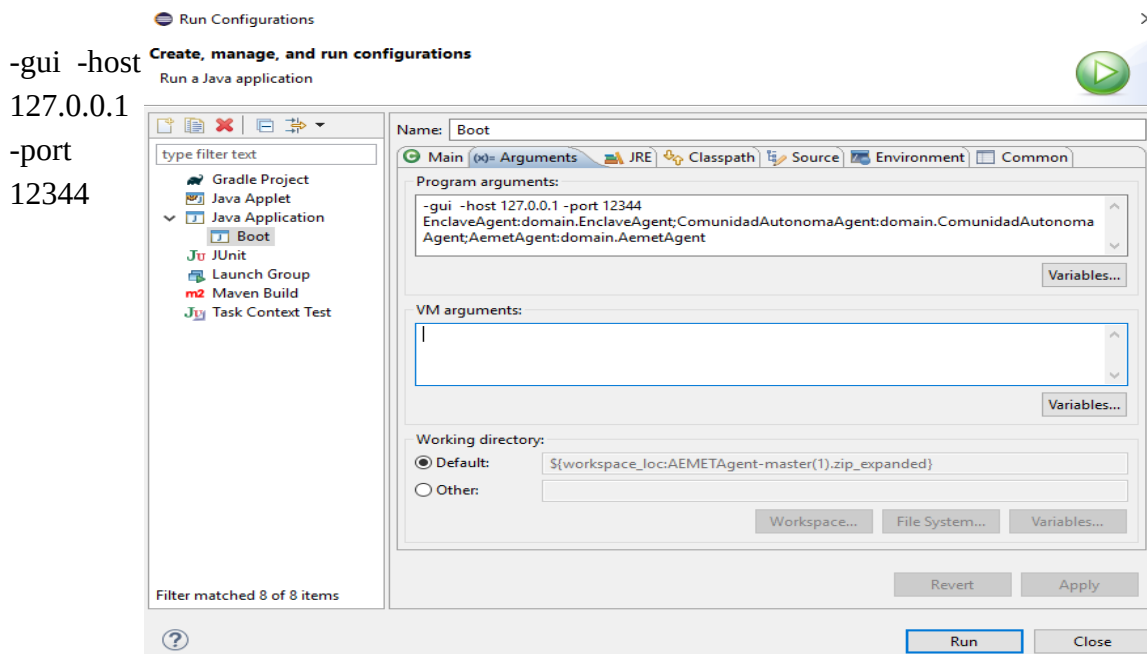 -gui -host
127.0.0.1
-port
12344
Run Configurations
Create, manage, and run configurations
Run a Java application
type filter text
Gradle Project
Java Applet
Java Application
Boot
JUnit
Launch Group
Maven Build
Task Context Test
Filter matched 8 of 8 items
Name: Boot
Main (x)= Arguments JRE Classpath Source Environment Common
Program arguments:
-gui -host 127.0.0.1 -port 12344
EnclaveAgent:domain.EnclaveAgent;ComunidadAutonomaAgent:domain.ComunidadAutonoma
Agent;AemetAgent:domain.AemetAgent
Variables...
VM arguments:
Variables...
Working directory:
Default: ${workspace_loc:AEMETAgent-master(1).zip_expanded}
Other:
Workspace... File System... Variables...
Revert Apply
Run Close